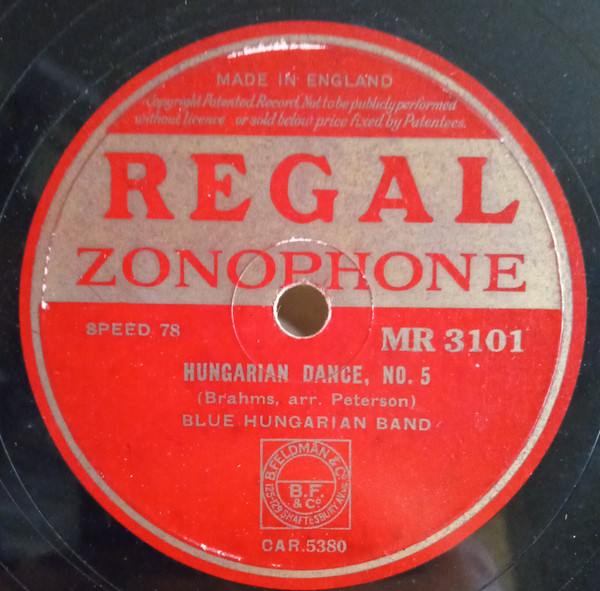 MADE IN ENGLAND
Copyright Patented Record. Not to be publicly performed
without licence or sold below price fixed by Patentees.
REGAL
ZONOPHONE
SPEED 78
MR 3101
HUNGARIAN DANCE, NO. 5
(Brahms, arr. Peterson)
BLUE HUNGARIAN BAND
B. FELDMAN & Co
B.F.
& Co.
125-129 SHAFTESBURY AV.
CAR.5380